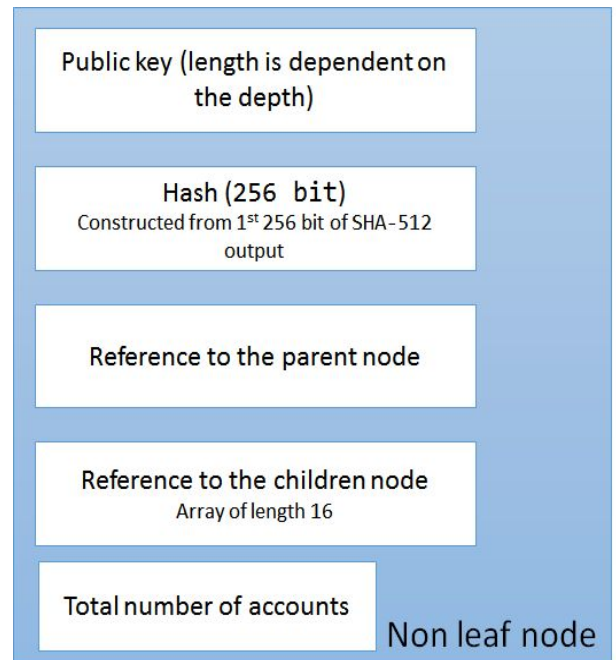 Public key (length is dependent on
the depth)
Hash (256 bit)
Constructed from 1st 256 bit of SHA-512
output
Reference to the parent node
Reference to the children node
Array of length 16
Total number of accounts
Non leaf node